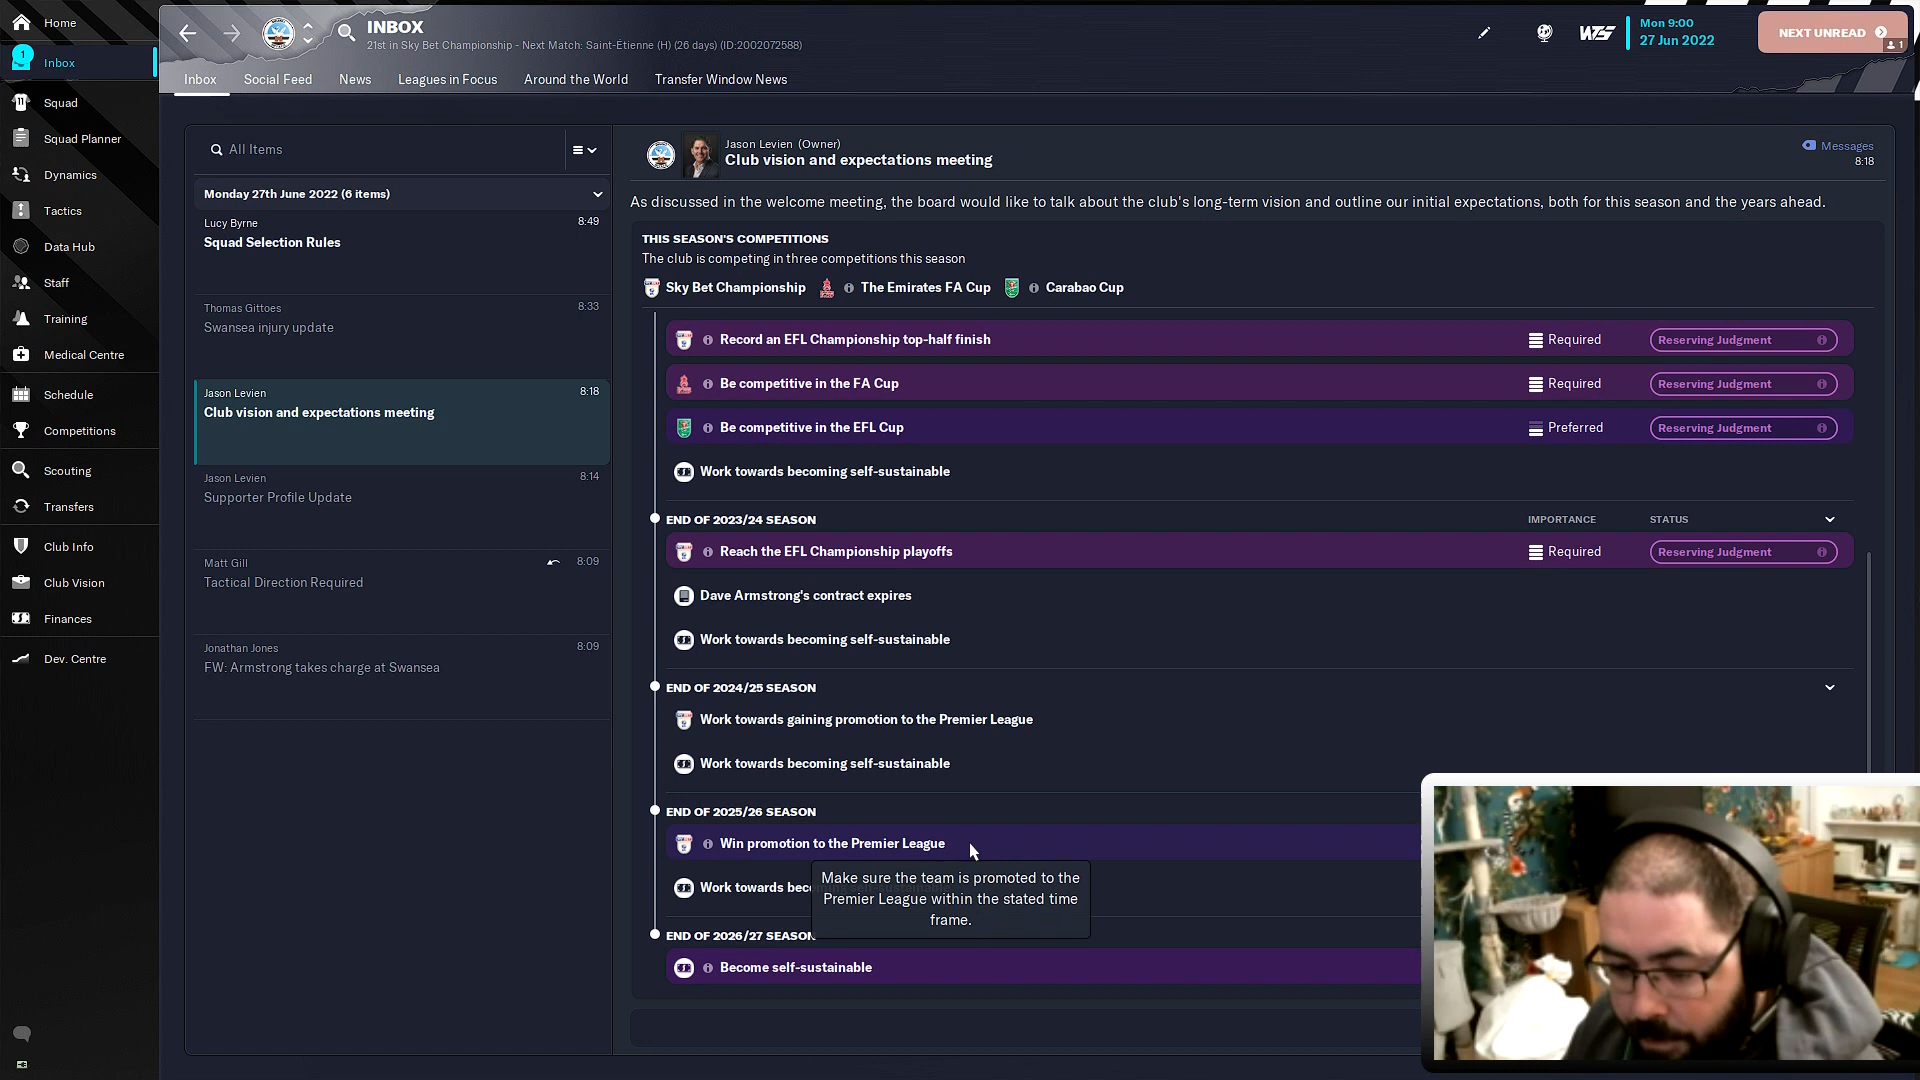 Home
1
Inbox
Squad
Squad Planner
Dynamics
Tactics
Data Hub
Staff
Training
Medical Centre
Schedule
Competitions
Scouting
Transfers
Club Info
Club Vision
Finances
Dev. Centre
INBOX
21st in Sky Bet Championship - Next Match: Saint-Étienne (H) (26 days) (ID:2002072588)
Mon 9:00
27 Jun 2022
NEXT UNREAD
1
Inbox Social Feed News Leagues in Focus Around the World Transfer Window News
All Items
Monday 27th June 2022 (6 items)
Lucy Byrne 8:49
Squad Selection Rules
Thomas Gittoes 8:33
Swansea injury update
Jason Levien 8:18
Club vision and expectations meeting
Jason Levien 8:14
Supporter Profile Update
Matt Gill 8:09
Tactical Direction Required
Jonathan Jones 8:09
FW: Armstrong takes charge at Swansea
Jason Levien (Owner)
Club vision and expectations meeting
Messages
8:18
As discussed in the welcome meeting, the board would like to talk about the club's long-term vision and outline our initial expectations, both for this season and the years ahead.
THIS SEASON'S COMPETITIONS
The club is competing in three competitions this season
Sky Bet Championship The Emirates FA Cup Carabao Cup
Record an EFL Championship top-half finish Required Reserving Judgment
Be competitive in the FA Cup Required Reserving Judgment
Be competitive in the EFL Cup Preferred Reserving Judgment
Work towards becoming self-sustainable
END OF 2023/24 SEASON IMPORTANCE STATUS
Reach the EFL Championship playoffs Required Reserving Judgment
Dave Armstrong's contract expires
Work towards becoming self-sustainable
END OF 2024/25 SEASON
Work towards gaining promotion to the Premier League
Work towards becoming self-sustainable
END OF 2025/26 SEASON
Win promotion to the Premier League
Work towards bec
Make sure the team is promoted to the
Premier League within the stated time
frame.
END OF 2026/27 SEASON
Become self-sustainable